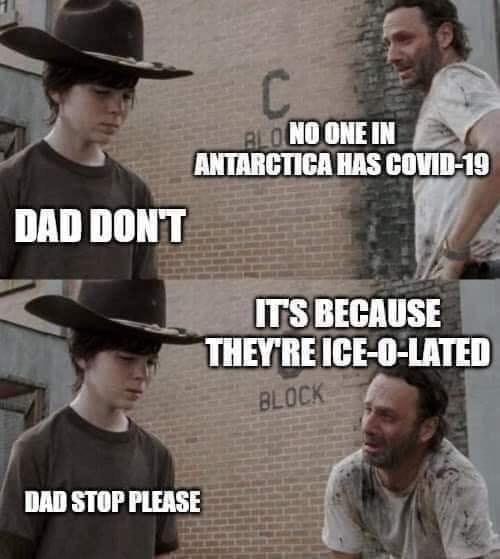 C
BLO
NO ONE IN
ANTARCTICA HAS COVID-19
DAD DON'T
IT'S BECAUSE
THEY'RE ICE-O-LATED
BLOCK
DAD STOP PLEASE